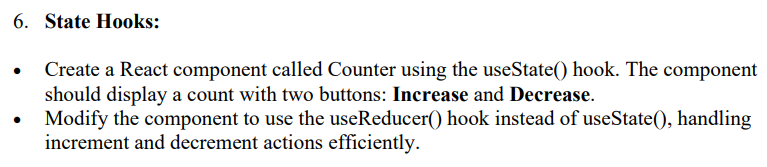 6. State Hooks:
• Create a React component called Counter using the useState() hook. The component
should display a count with two buttons: Increase and Decrease.
• Modify the component to use the useReducer() hook instead of useState(), handling
increment and decrement actions efficiently.